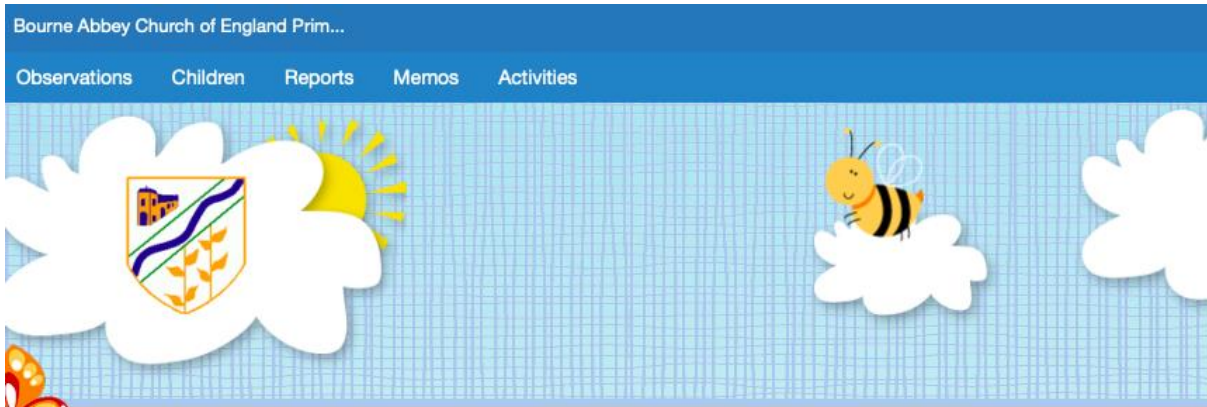 Bourne Abbey Church of England Prim...
Observations Children Reports Memos Activities